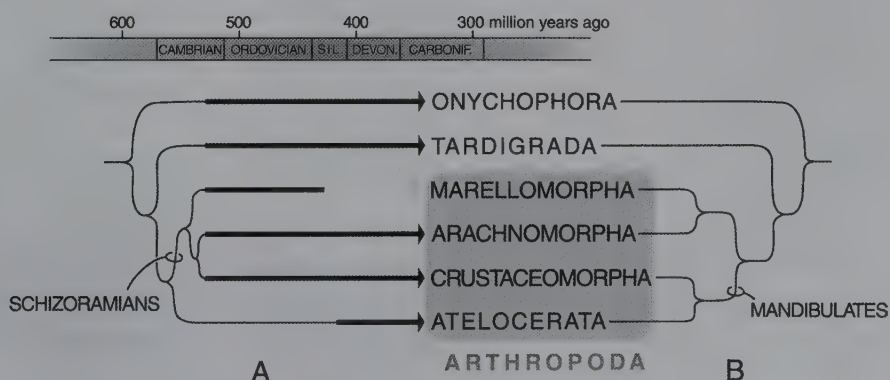 600 500 400 300 million years ago
CAMBRIAN ORDOVICIAN SIL. DEVON. CARBONIF.
ONYCHOPHORA
TARDIGRADA
MARELLOMORPHA
ARACHNOMORPHA
CRUSTACEOMORPHA
SCHIZORAMIANS
MANDIBULATES
ATELOCERATA
A ARTHROPODA B